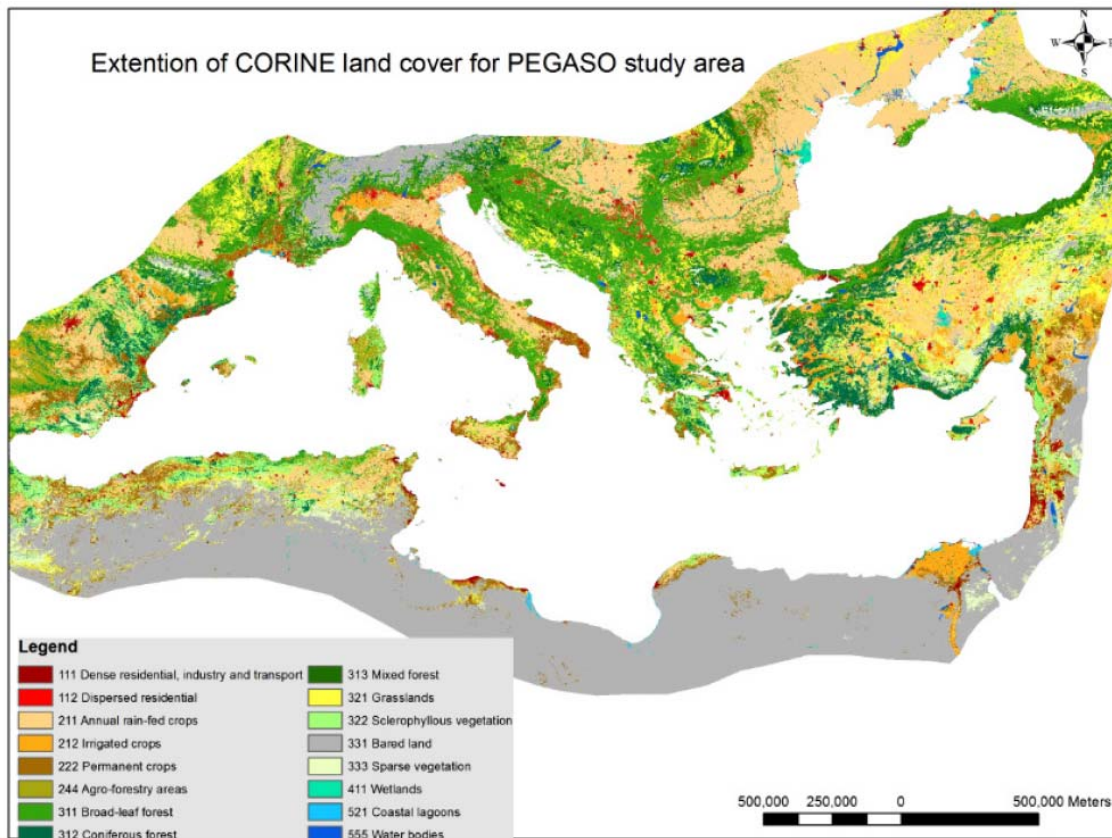 Extention of CORINE land cover for PEGASO study area
N
W E
S
Legend
111 Dense residential, industry and transport
112 Dispersed residential
211 Annual rain-fed crops
212 Irrigated crops
222 Permanent crops
244 Agro-forestry areas
311 Broad-leaf forest
312 Coniferous forest
313 Mixed forest
321 Grasslands
322 Sclerophyllous vegetation
331 Bared land
333 Sparse vegetation
411 Wetlands
521 Coastal lagoons
555 Water bodies
500,000 250,000 0 500,000 Meters